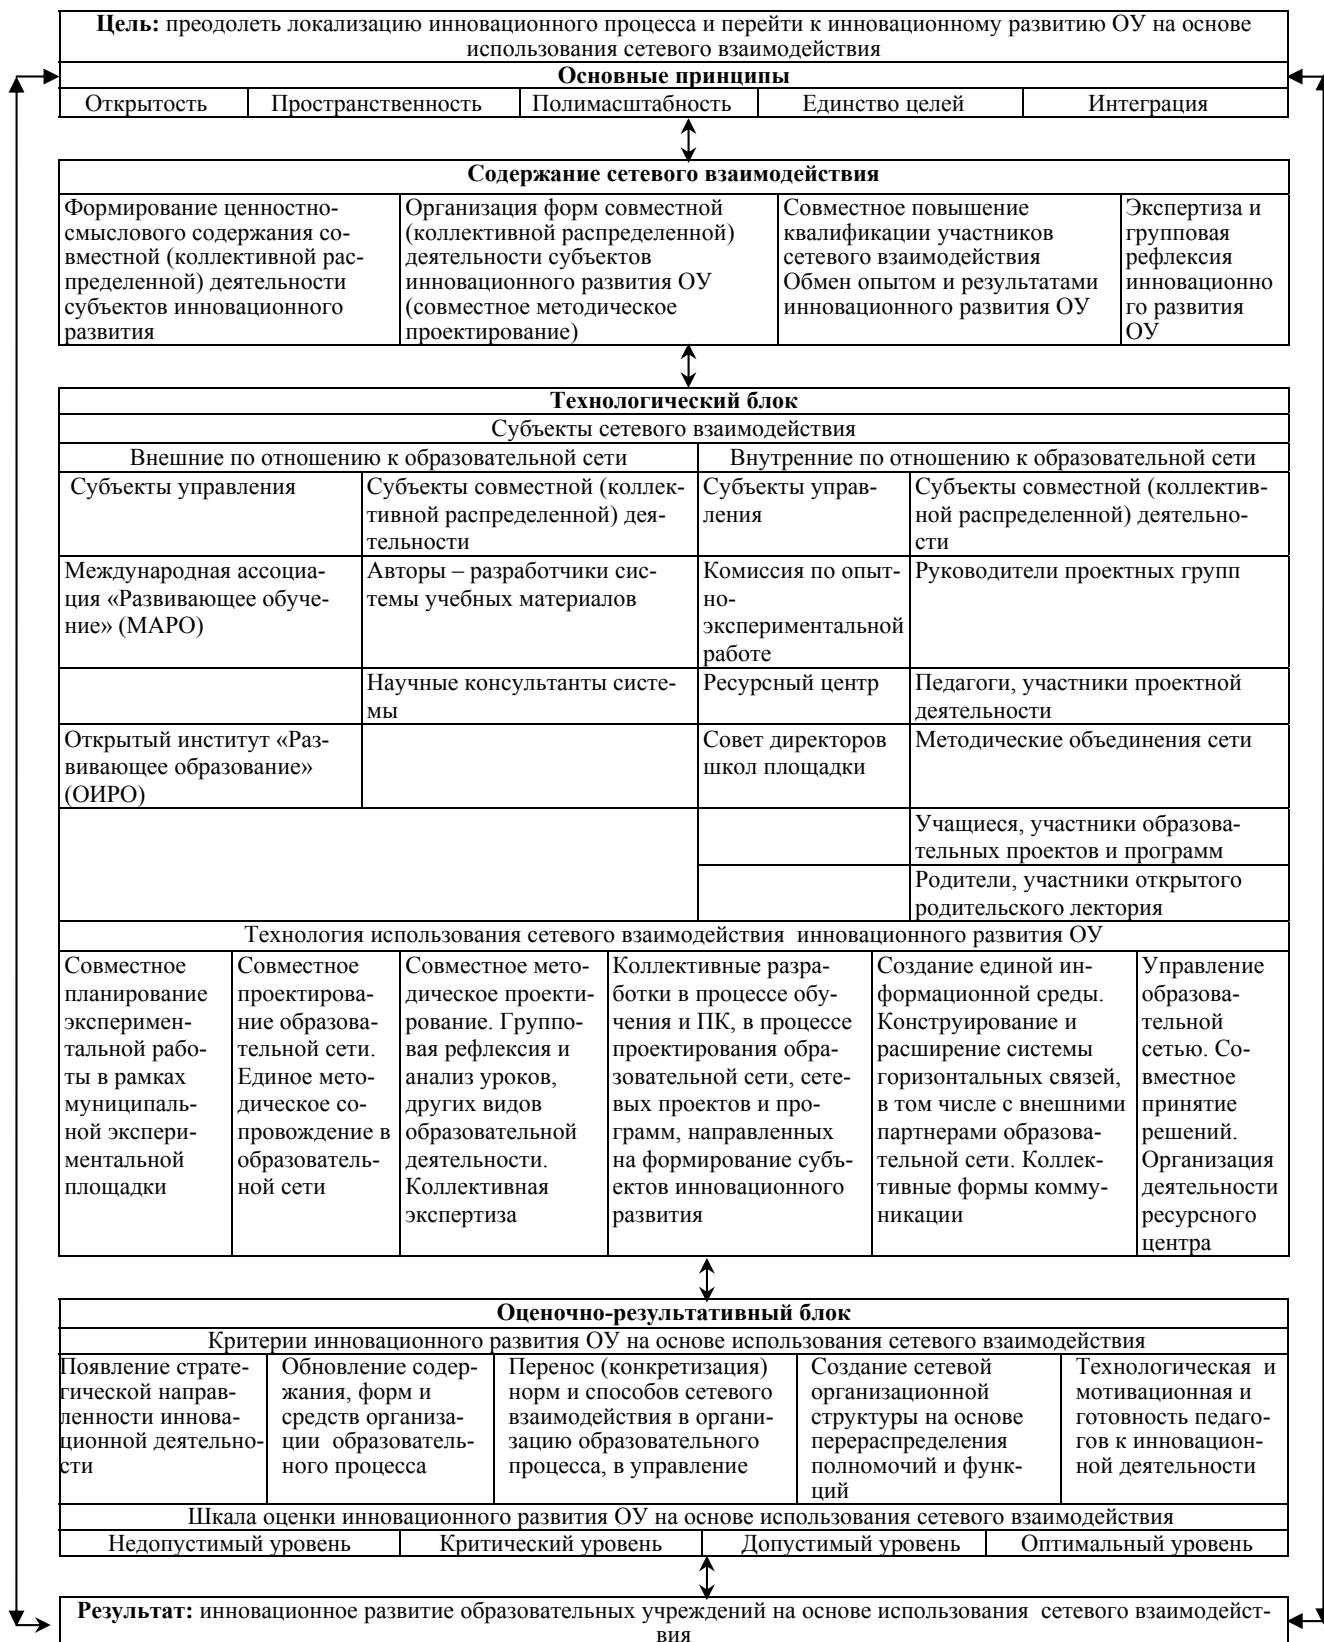 Цель: преодолеть локализацию инновационного процесса и перейти к инновационному развитию ОУ на основе
использования сетевого взаимодействия
Основные принципы
Открытость Пространственность Полимасштабность Единство целей Интеграция
Содержание сетевого взаимодействия
Формирование ценностно-
смыслового содержания со-
вместной (коллективной рас-
пределенной) деятельности
субъектов инновационного
развития
Организация форм совместной
(коллективной распределенной)
деятельности субъектов
инновационного развития ОУ
(совместное методическое
проектирование)
Совместное повышение
квалификации участников
сетевого взаимодействия
Обмен опытом и результатами
инновационного развития ОУ
Экспертиза и
групповая
рефлексия
инновационно
го развития
ОУ
Технологический блок
Субъекты сетевого взаимодействия
Внешние по отношению к образовательной сети Внутренние по отношению к образовательной сети
Субъекты управления
Субъекты совместной (коллек-
тивной распределенной) дея-
тельности
Субъекты управ-
ления
Субъекты совместной (коллектив-
ной распределенной) деятельно-
сти
Международная ассоциа-
ция «Развивающее обуче-
ние» (МАРО)
Авторы – разработчики сис-
темы учебных материалов
Комиссия по опыт-
но-
экспериментальной
работе
Руководители проектных групп
Научные консультанты систе-
мы
Ресурсный центр
Педагоги, участники проектной
деятельности
Открытый институт «Раз-
вивающее образование»
(ОИРО)
Совет директоров
школ площадки
Методические объединения сети
Учащиеся, участники образова-
тельных проектов и программ
Родители, участники открытого
родительского лектория
Технология использования сетевого взаимодействия инновационного развития ОУ
Совместное
планирование
эксперимен-
тальной рабо-
ты в рамках
муниципаль-
ной экспери-
ментальной
площадки
Совместное
проектирова-
ние образова-
тельной сети.
Единое мето-
дическое со-
провождение в
образователь-
ной сети
Совместное мето-
дическое проекти-
рование. Группо-
вая рефлексия и
анализ уроков,
других видов
образовательной
деятельности.
Коллективная
экспертиза
Коллективные разра-
ботки в процессе обу-
чения и ПК, в процессе
проектирования обра-
зовательной сети, сете-
вых проектов и про-
грамм, направленных
на формирование субъ-
ектов инновационного
развития
Создание единой ин-
формационной среды.
Конструирование и
расширение системы
горизонтальных связей,
в том числе с внешними
партнерами образова-
тельной сети. Коллек-
тивные формы комму-
никации
Управление
образова-
тельной
сетью. Со-
вместное
принятие
решений.
Организация
деятельности
ресурсного
центра
Оценочно-результативный блок
Критерии инновационного развития ОУ на основе использования сетевого взаимодействия
Появление страте-
гической направ-
ленности иннова-
ционной деятельно-
сти
Обновление содер-
жания, форм и
средств организа-
ции образователь-
ного процесса
Перенос (конкретизация)
норм и способов сетевого
взаимодействия в органи-
зацию образовательного
процесса, в управление
Создание сетевой
организационной
структуры на основе
перераспределения
полномочий и функ-
ций
Технологическая и
мотивационная и
готовность педаго-
гов к инновацион-
ной деятельности
Шкала оценки инновационного развития ОУ на основе использования сетевого взаимодействия
Недопустимый уровень Критический уровень Допустимый уровень Оптимальный уровень
Результат: инновационное развитие образовательных учреждений на основе использования сетевого взаимодейст-
вия